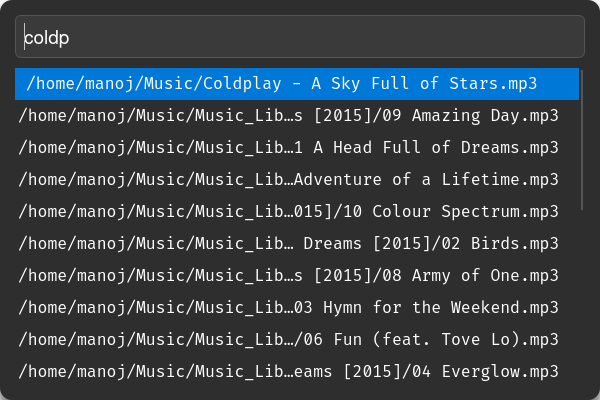 coldp
/home/manoj/Music/Coldplay - A Sky Full of Stars.mp3
/home/manoj/Music/Music_Lib…s [2015]/09 Amazing Day.mp3
/home/manoj/Music/Music_Lib…1 A Head Full of Dreams.mp3
/home/manoj/Music/Music_Lib…Adventure of a Lifetime.mp3
/home/manoj/Music/Music_Lib…015]/10 Colour Spectrum.mp3
/home/manoj/Music/Music_Lib… Dreams [2015]/02 Birds.mp3
/home/manoj/Music/Music_Lib…s [2015]/08 Army of One.mp3
/home/manoj/Music/Music_Lib…03 Hymn for the Weekend.mp3
/home/manoj/Music/Music_Lib…/06 Fun (feat. Tove Lo).mp3
/home/manoj/Music/Music_Lib…eams [2015]/04 Everglow.mp3